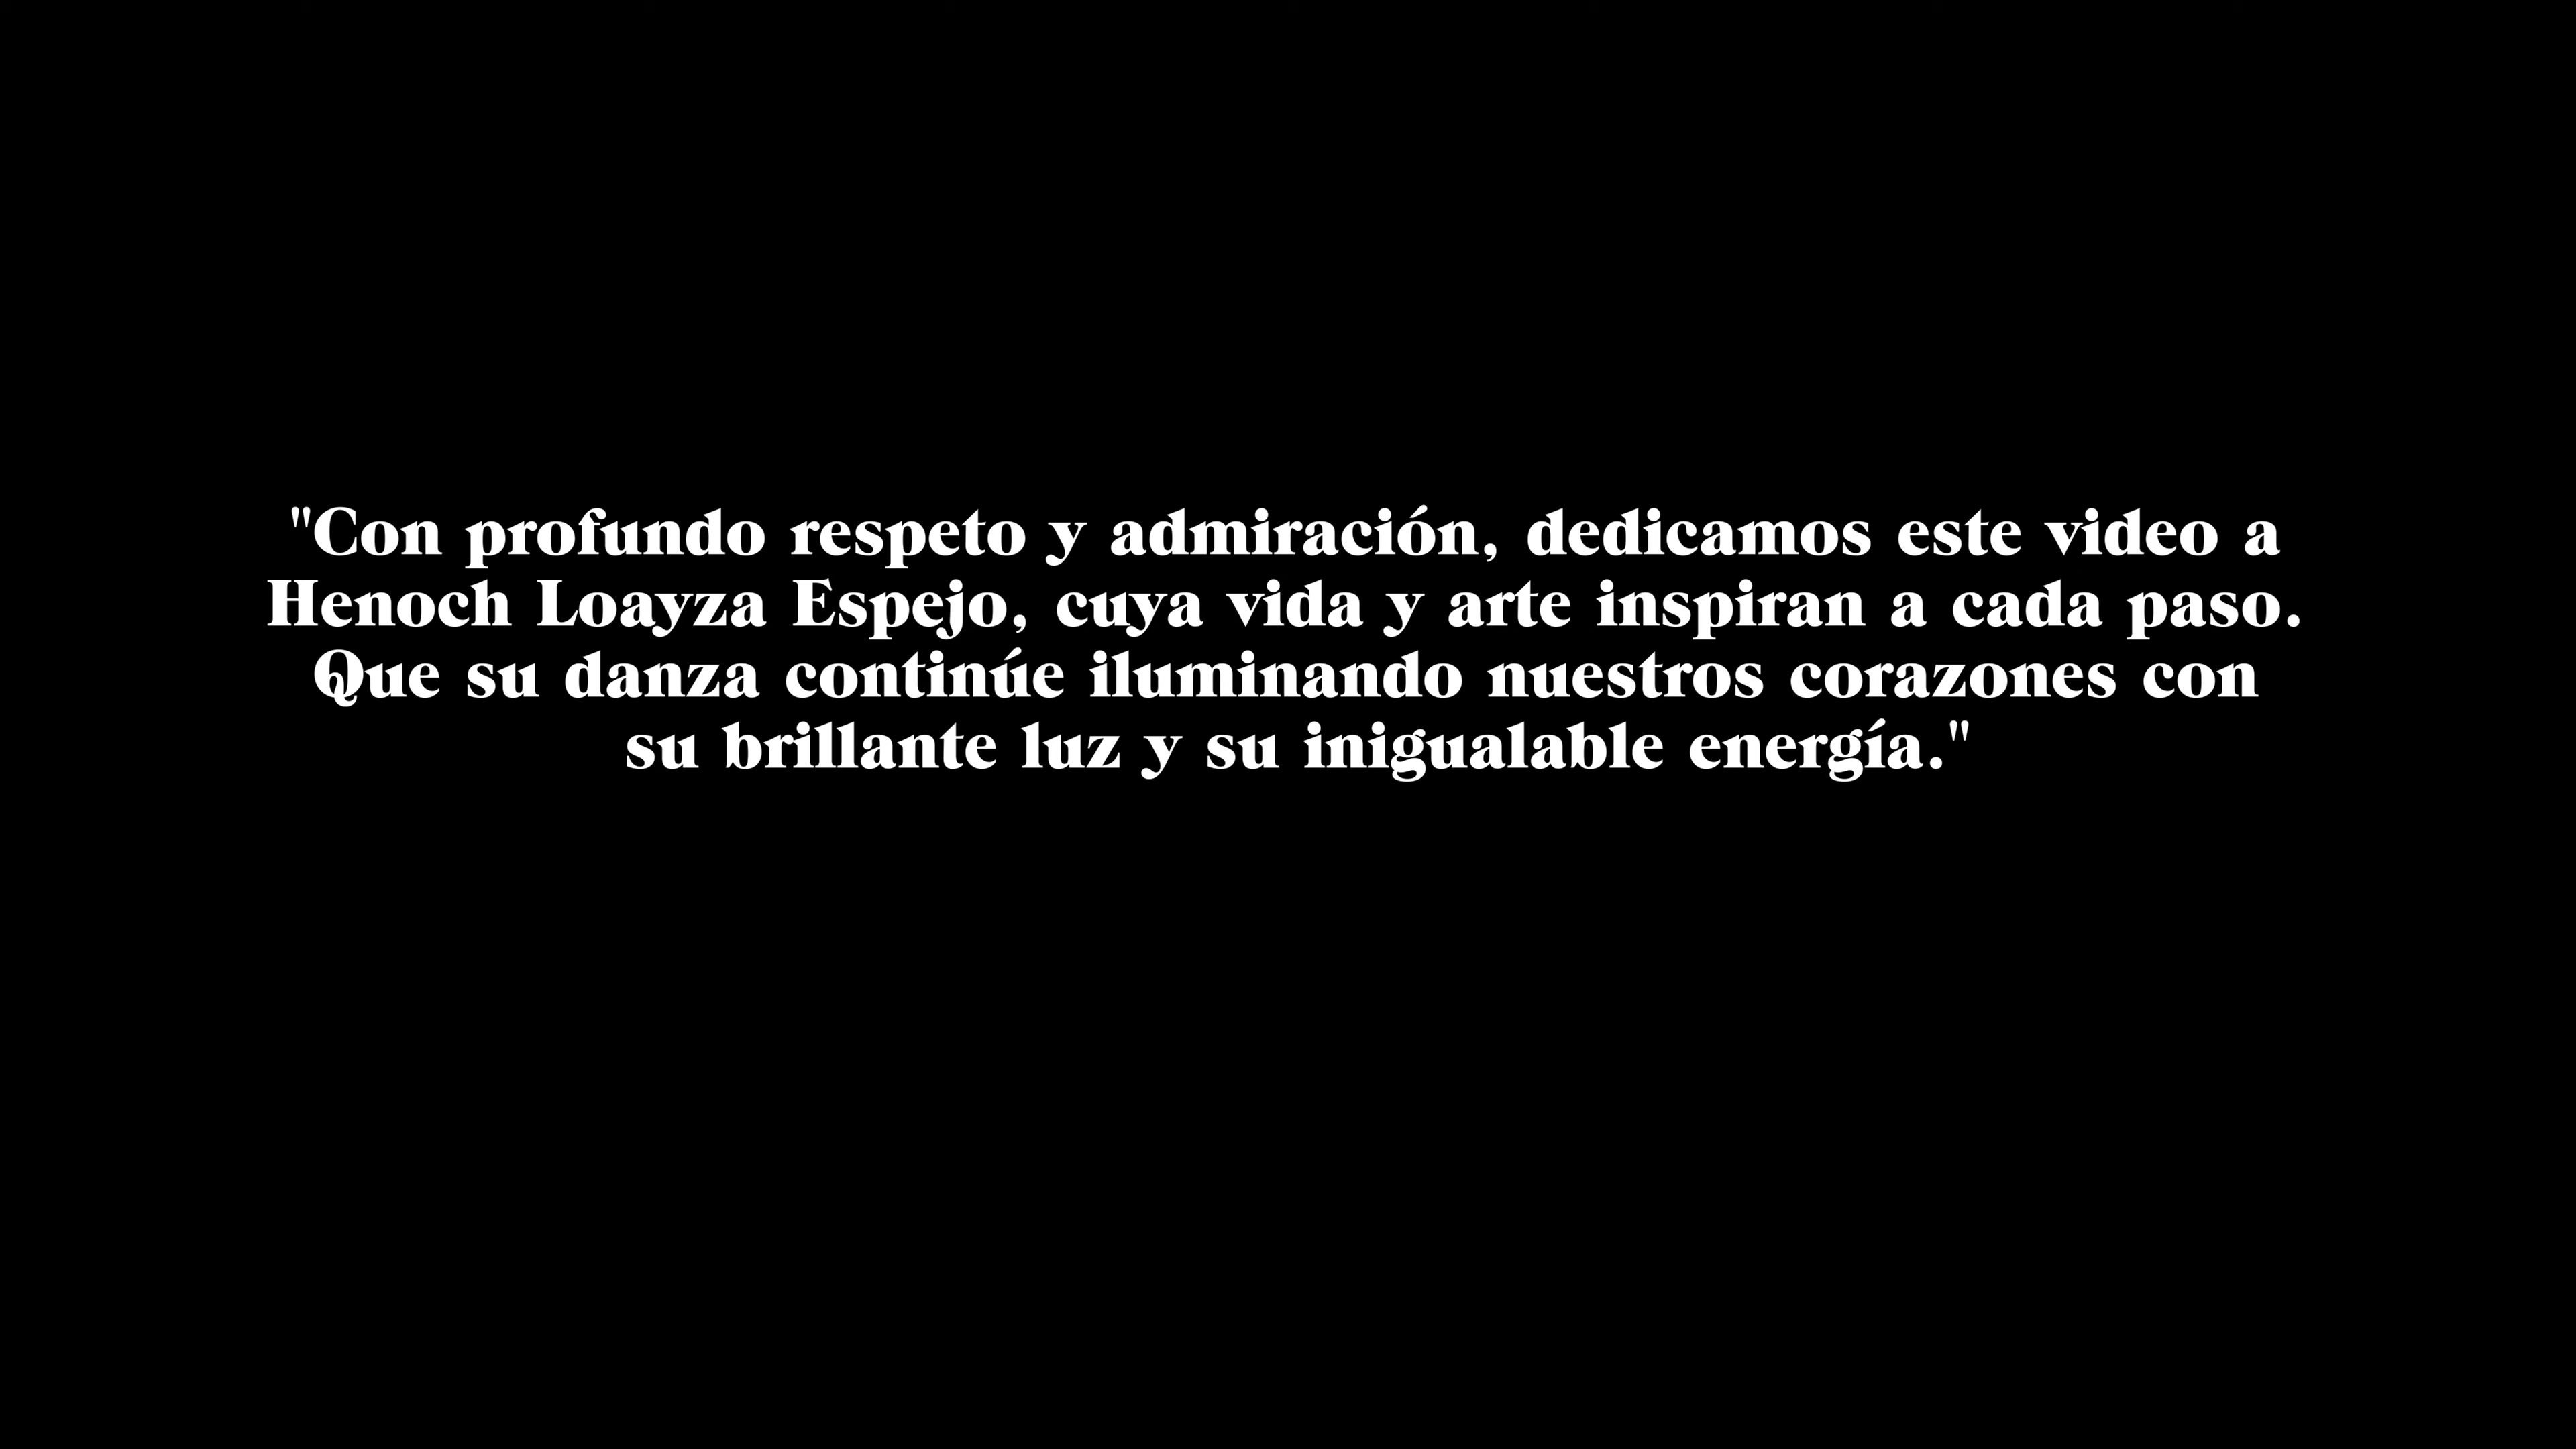 "Con profundo respeto y admiración, dedicamos este video a
Henoch Loayza Espejo, cuya vida y arte inspiran a cada paso.
Que su danza continúe iluminando nuestros corazones con
su brillante luz y su inigualable energía."